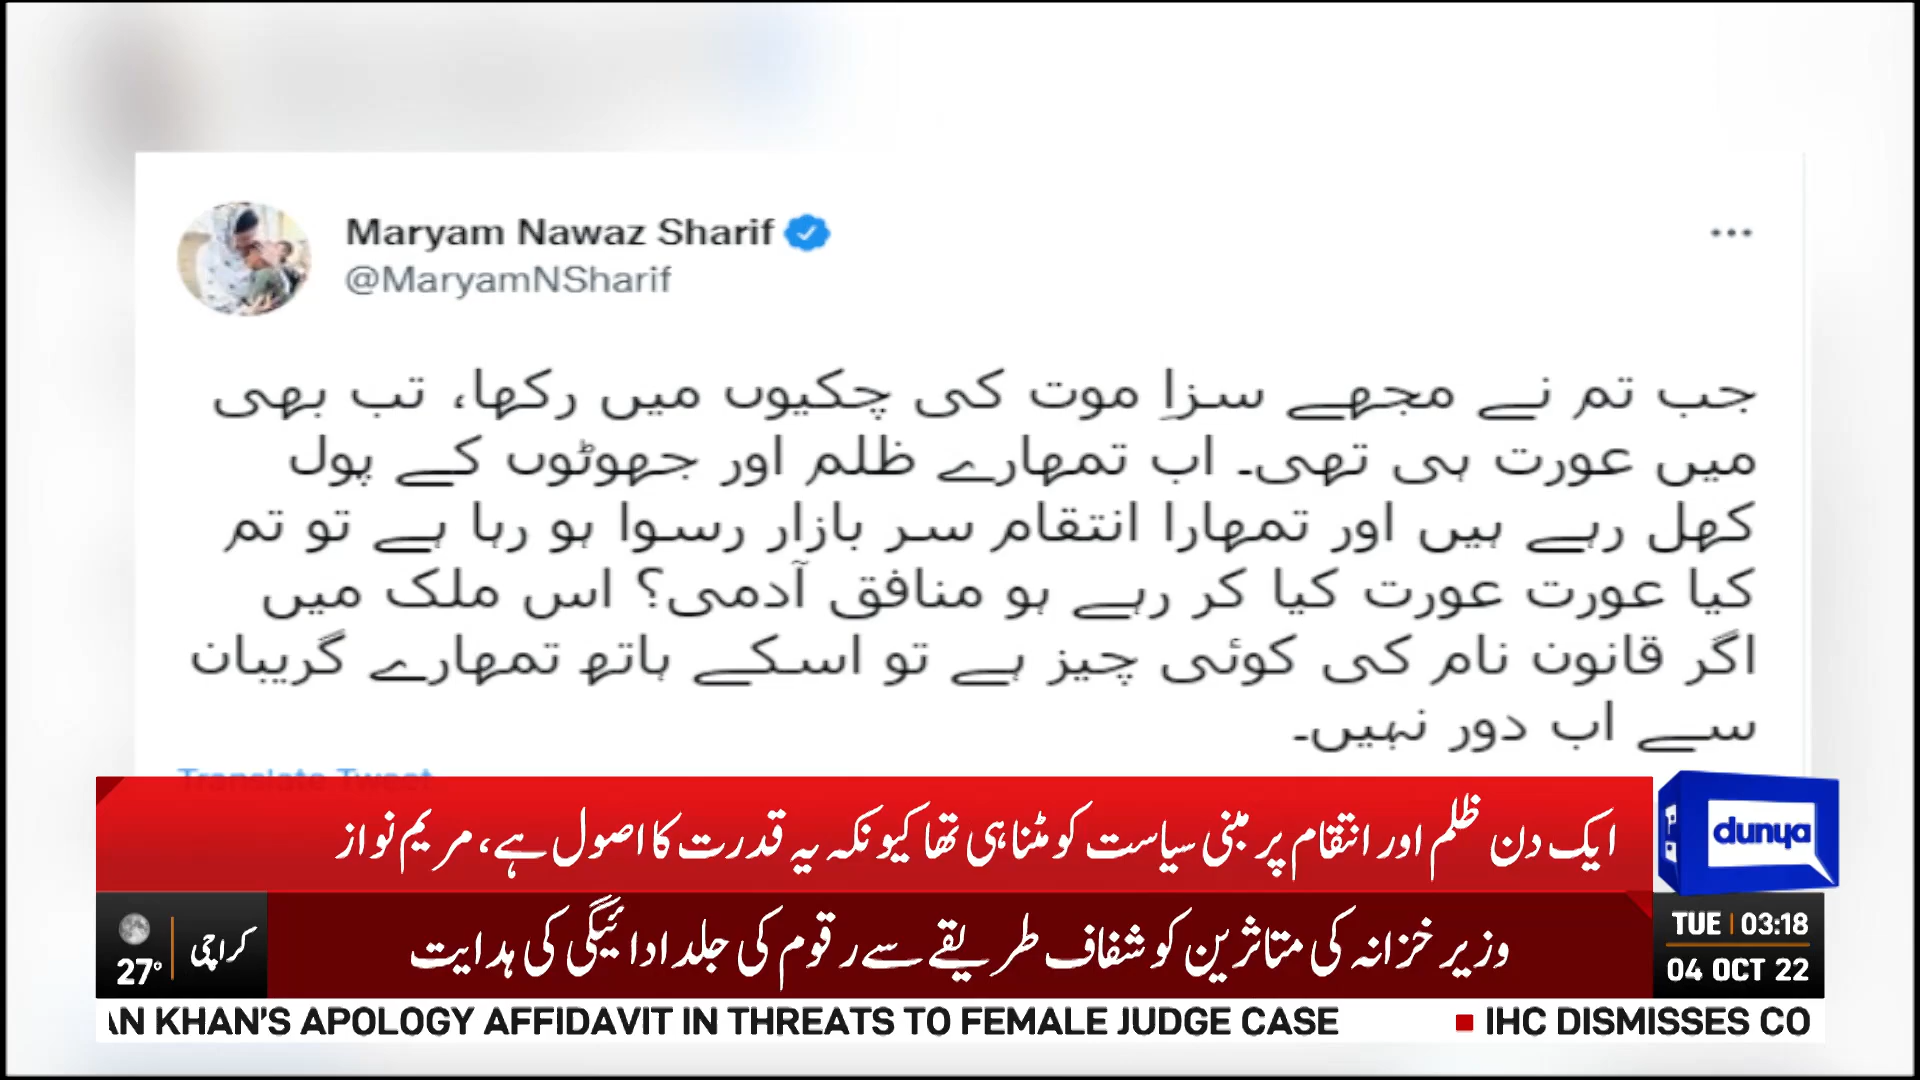 Maryam Nawaz Sharif
@MaryamNSharif
جب تم نے مجھے سزاِ موت کی چکیوں میں رکھا، تب بھی
میں عورت ہی تھی۔ اب تمھارے ظلم اور جھوٹوں کے پول
کھل رہے ہیں اور تمھارا انتقام سر بازار رسوا ہو رہا ہے تو تم
کیا عورت عورت کیا کر رہے ہو منافق آدمی؟ اس ملک میں
اگر قانون نام کی کوئی چیز ہے تو اسکے ہاتھ تمھارے گریبان
سے اب دور نہیں۔
Translate Tweet
ایک دن ظلم اور انتقام پر مبنی سیاست کو مٹنا ہی تھا کیونکہ یہ قدرت کا اصول ہے، مریم نواز
dunya
وزیر خزانہ کی متاثرین کو شفاف طریقے سے رقوم کی جلد ادائیگی کی ہدایت
کراچی
27°
TUE 03:18
04 OCT 22
AN KHAN'S APOLOGY AFFIDAVIT IN THREATS TO FEMALE JUDGE CASE
IHC DISMISSES CO